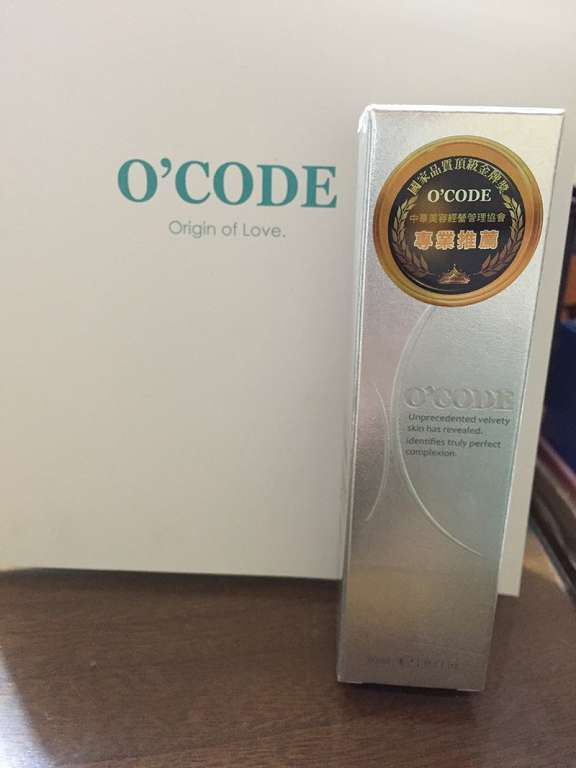 O'CODE
Origin of Love.
國家品質頂級金牌獎
O'CODE
中華美容經營管理協會
專業推薦
O'CODE
Unprecedented velvety
skin has revealed.
identifies truly perfect
complexion.